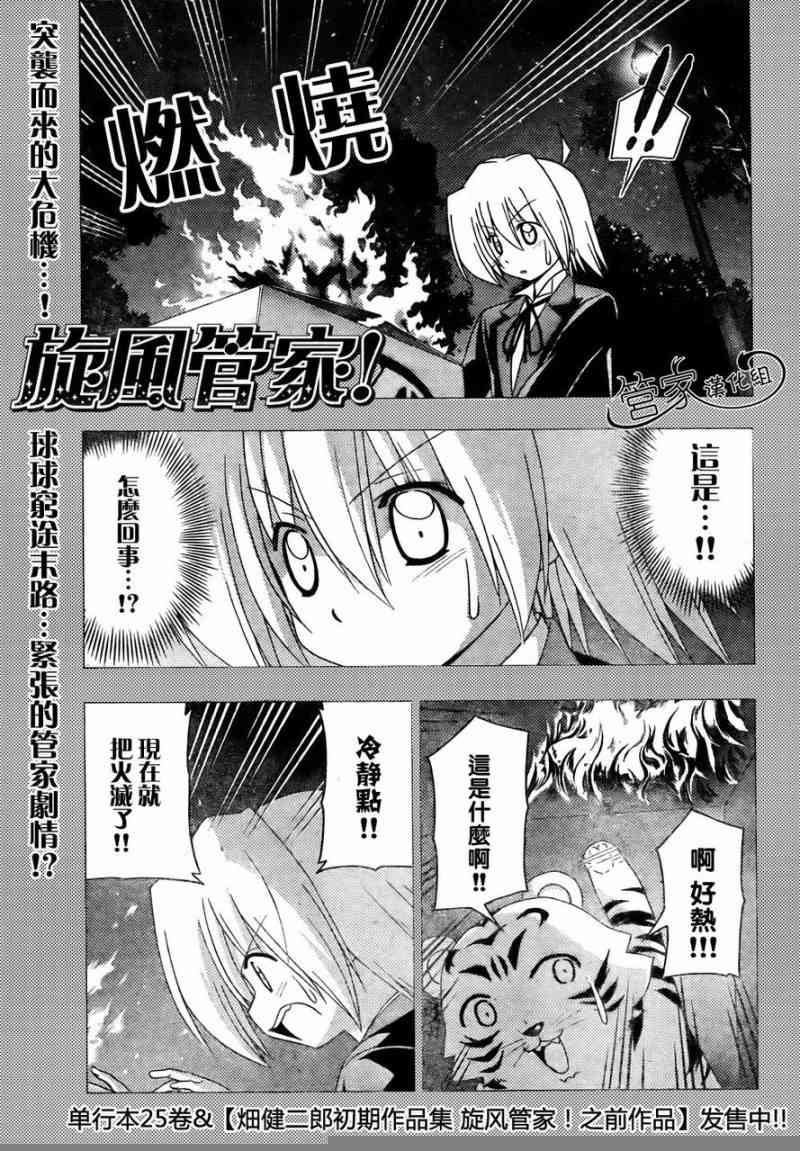 突襲而來的大危機…！
燃燒
!!
旋風管家！
管家漢化组
這是…!!
怎麼回事…!?
球球窮途末路…緊張的管家劇情!?
啊好熱!!!
這是什麼啊!!
冷静點!!
現在就
把火滅了!!
单行本25卷&【畑健二郎初期作品集 旋风管家！之前作品】发售中!!